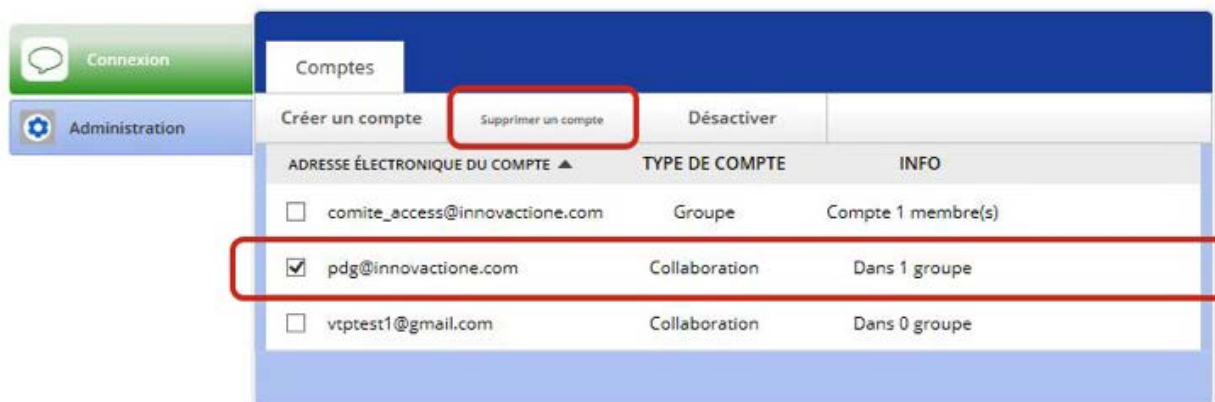 Connexion
Administration
Comptes
Créer un compte Supprimer un compte Désactiver
ADRESSE ÉLECTRONIQUE DU COMPTE ▲ TYPE DE COMPTE INFO
comite_access@innovactione.com Groupe Compte 1 membre(s)
pdg@innovactione.com Collaboration Dans 1 groupe
vtptest1@gmail.com Collaboration Dans 0 groupe